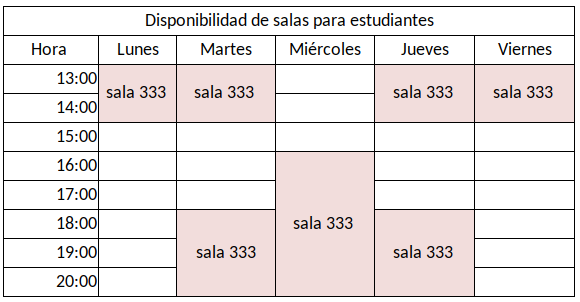 Disponibilidad de salas para estudiantes
Hora Lunes Martes Miércoles Jueves Viernes
13:00
sala 333 sala 333 sala 333 sala 333
14:00
15:00
16:00
17:00
18:00
sala 333
19:00 sala 333 sala 333
20:00